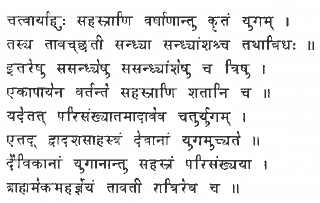 चत्वार्याहुः सहस्राणि वर्षाणान्तु कृतं युगम् ।
तस्य तावच्छती सन्ध्या सन्ध्यांशश्च तथाविधः ॥
इतरेषु ससन्ध्येषु ससन्ध्यांशेषु च त्रिषु ।
एकापायेन वर्तन्ते सहस्राणि शतानि च ॥
यदेतत् परिसंख्यातमादावेव चतुर्युगम् ।
एतद् द्वादशसाहस्रं देवानां युगमुच्यते ॥
दैविकानां युगानान्तु सहस्रं परिसंख्यया ।
ब्राह्ममेकमहर्ज्ञेयं तावती रात्रिरेव च ॥